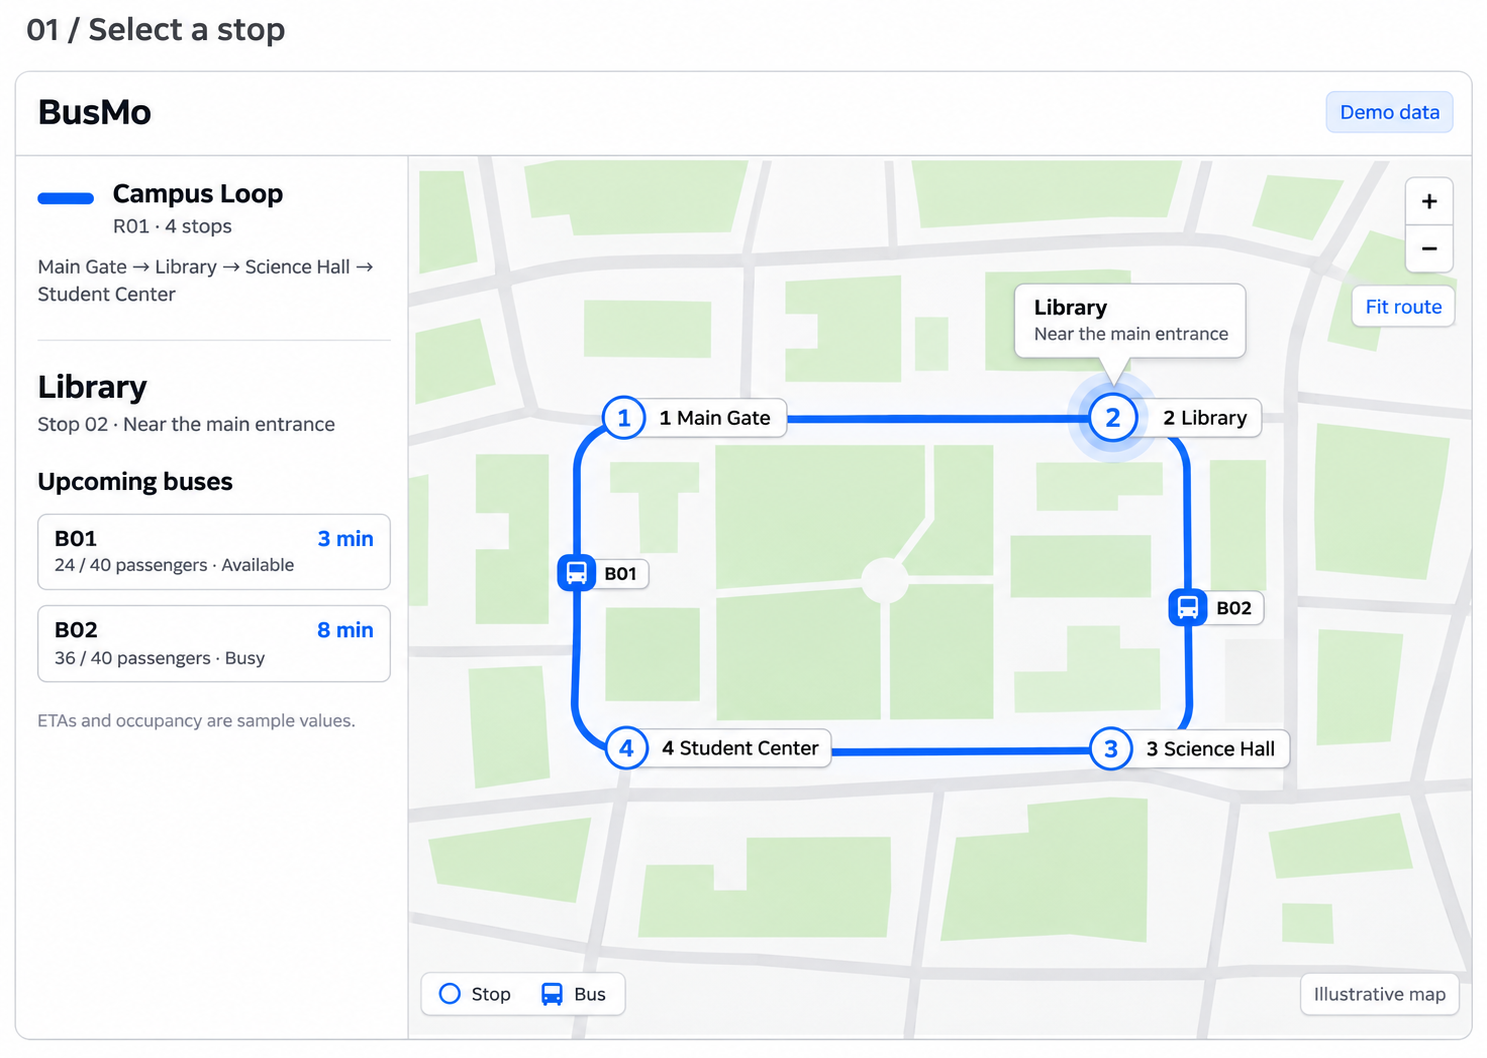 01 / Select a stop
BusMo
Demo data
Campus Loop
R01 · 4 stops
Main Gate → Library → Science Hall →
Student Center
Library
Stop 02 · Near the main entrance
Upcoming buses
B01
3 min
24 / 40 passengers · Available
B02
8 min
36 / 40 passengers · Busy
ETAs and occupancy are sample values.
+
−
Fit route
Library
Near the main entrance
1
1 Main Gate
2
2 Library
B01
B02
4
4 Student Center
3
3 Science Hall
Stop
Bus
Illustrative map